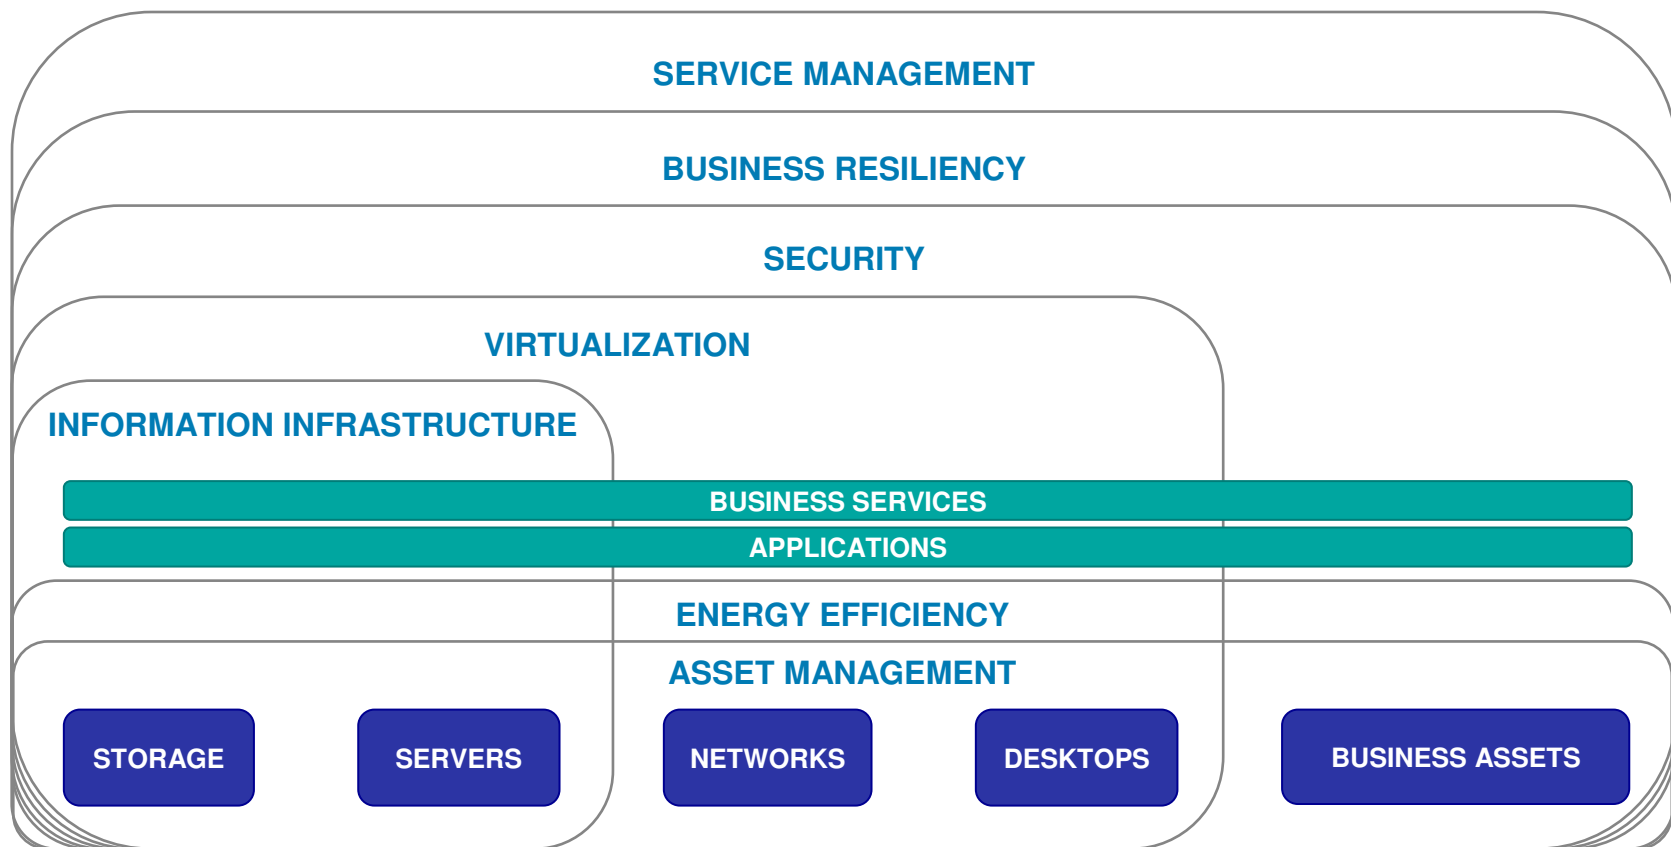 SERVICE MANAGEMENT
BUSINESS RESILIENCY
SECURITY
VIRTUALIZATION
INFORMATION INFRASTRUCTURE
BUSINESS SERVICES
APPLICATIONS
ENERGY EFFICIENCY
ASSET MANAGEMENT
STORAGE
SERVERS
NETWORKS
DESKTOPS
BUSINESS ASSETS